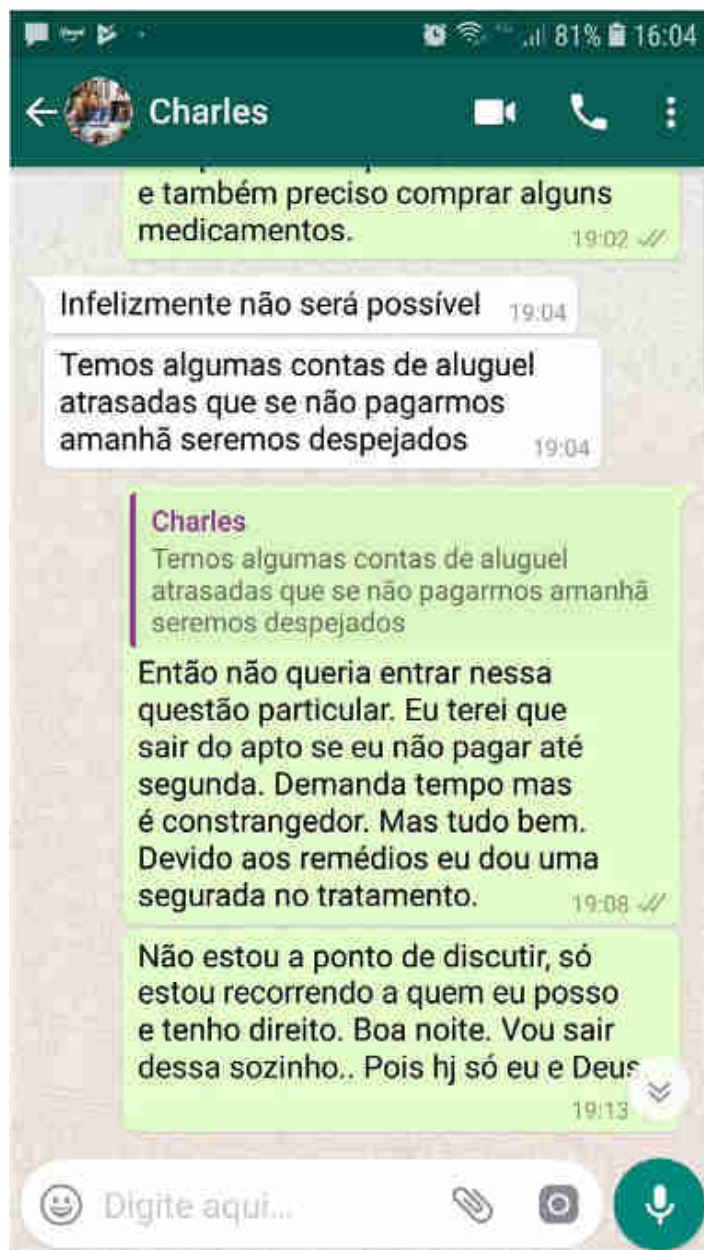 81% 16:04
Charles
e também preciso comprar alguns
medicamentos.
19:02
Infelizmente não será possível 19:04
Temos algumas contas de aluguel
atrasadas que se não pagarmos
amanhã seremos despejados 19:04
Charles
Temos algumas contas de aluguel
atrasadas que se não pagarmos amanhã
seremos despejados
Então não queria entrar nessa
questão particular. Eu terei que
sair do apto se eu não pagar até
segunda. Demanda tempo mas
é constrangedor. Mas tudo bem.
Devido aos remédios eu dou uma
segurada no tratamento. 19:08
Não estou a ponto de discutir, só
estou recorrendo a quem eu posso
e tenho direito. Boa noite. Vou sair
dessa sozinho.. Pois hj só eu e Deus
19:13
Digite aqui...